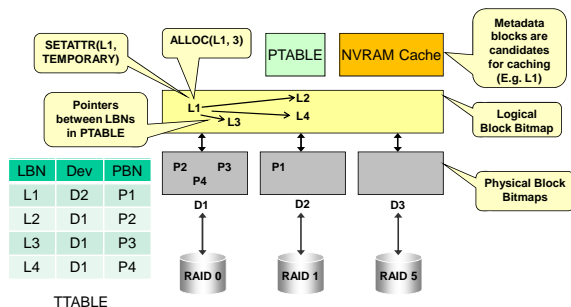 SETATTR(L1,
TEMPORARY)
ALLOC(L1, 3)
PTABLE
NVRAM Cache
Metadata
blocks are
candidates
for caching
(E.g. L1)
Pointers
between LBNs
in PTABLE
L1
L2
L3
L4
Logical
Block Bitmap
P2
P3
P4
P1
Physical Block
Bitmaps
D1
D2
D3
RAID 0
RAID 1
RAID 5
LBN Dev PBN
L1 D2 P1
L2 D1 P2
L3 D1 P3
L4 D1 P4
TTABLE